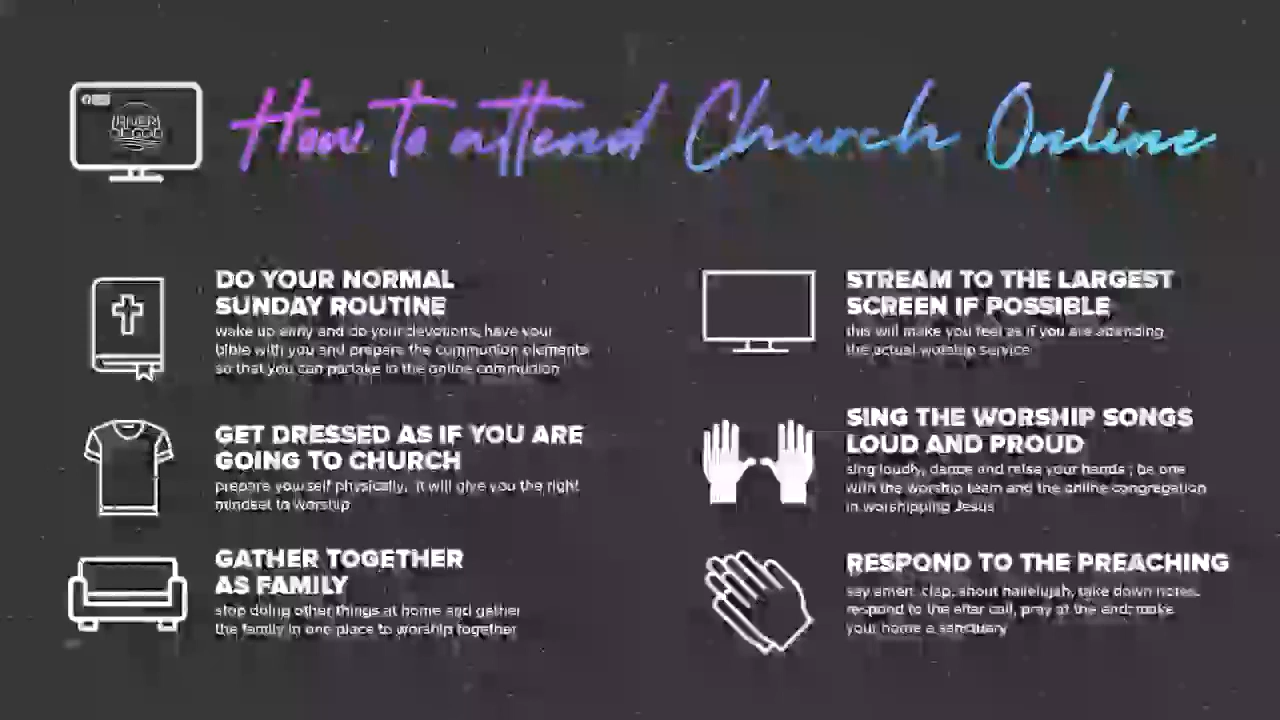 How to attend Church Online
RIVER
OF GOD
DO YOUR NORMAL
SUNDAY ROUTINE
wake up early and do your devotions, have your
bible with you and prepare the communion elements
so that you can partake in the online communion
GET DRESSED AS IF YOU ARE
GOING TO CHURCH
prepare yourself physically, it will give you the right
mindset to worship
GATHER TOGETHER
AS FAMILY
stop doing other things at home and gather
the family in one place to worship together
STREAM TO THE LARGEST
SCREEN IF POSSIBLE
this will make you feel as if you are attending
the actual worship service
SING THE WORSHIP SONGS
LOUD AND PROUD
sing loudly, dance and raise your hands ; be one
with the worship team and the online congregation
in worshipping Jesus
RESPOND TO THE PREACHING
say amen, clap, shout hallelujah, take down notes,
respond to the altar call, pray at the end; make
your home a sanctuary